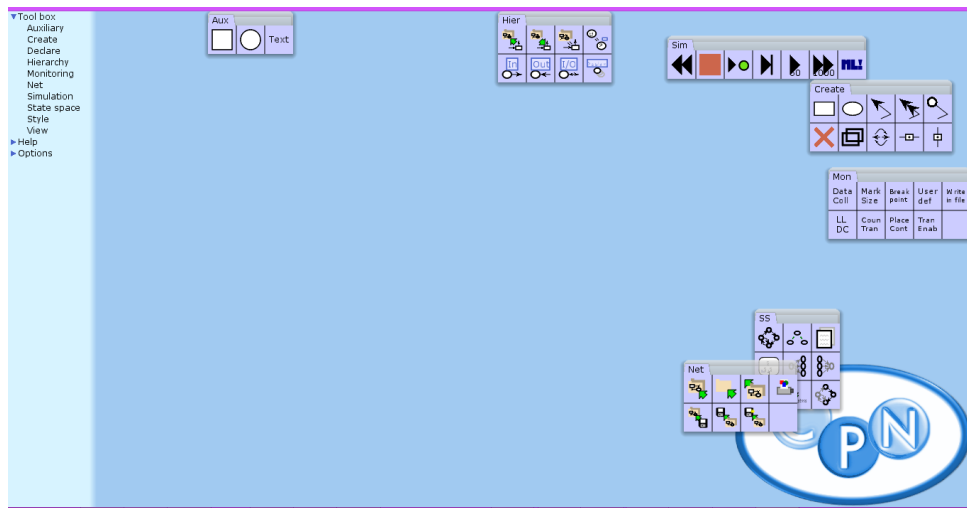 Tool box
Auxiliary
Create
Declare
Hierarchy
Monitoring
Net
Simulation
State space
Style
View
Help
Options
Aux
Text
Hier
In
Out
I/O
Sim
50
1000
ML!
Create
Mon
Data Coll
Mark Size
Break point
User def
Write in file
LL DC
Coun Tran
Place Cont
Tran Enab
SS
Net
CPN